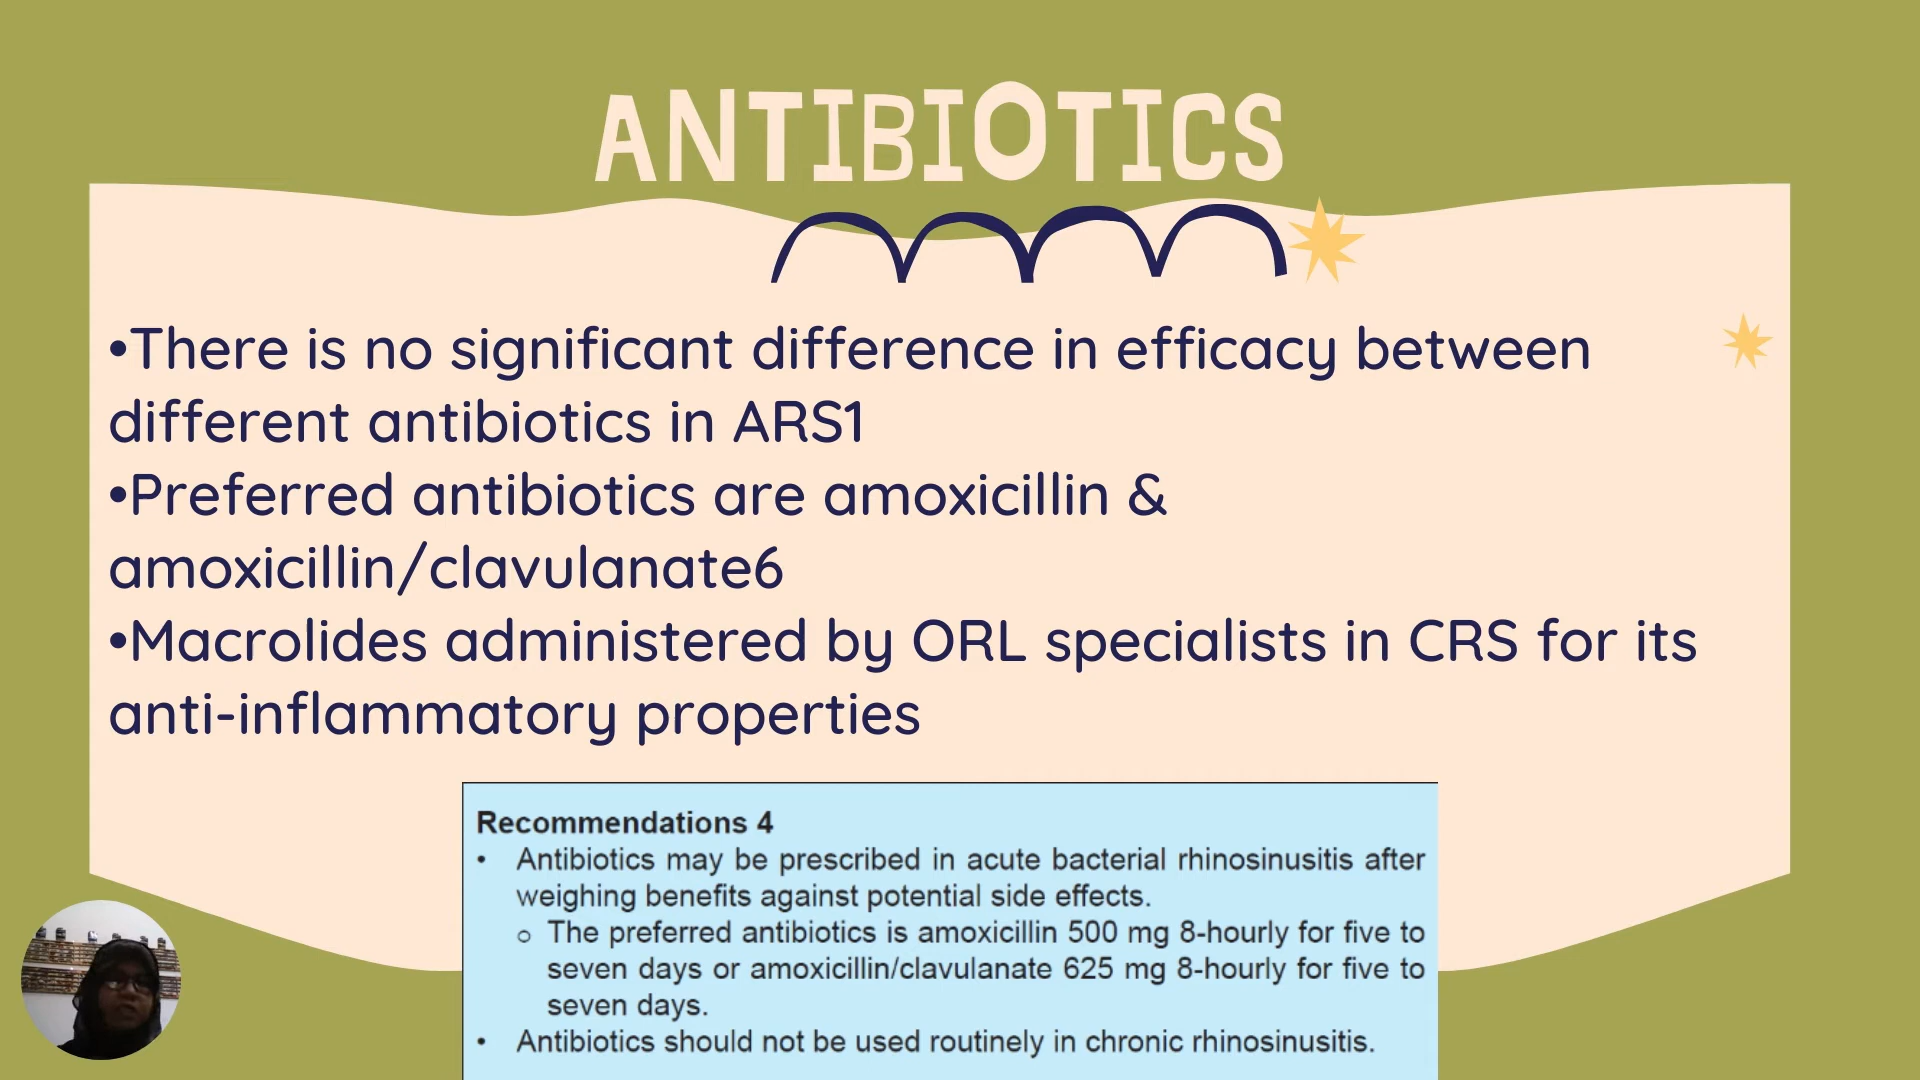 ANTIBIOTICS
•There is no significant difference in efficacy between
different antibiotics in ARS1
•Preferred antibiotics are amoxicillin &
amoxicillin/clavulanate6
•Macrolides administered by ORL specialists in CRS for its
anti-inflammatory properties
Recommendations 4
• Antibiotics may be prescribed in acute bacterial rhinosinusitis after
weighing benefits against potential side effects.
o The preferred antibiotics is amoxicillin 500 mg 8-hourly for five to
seven days or amoxicillin/clavulanate 625 mg 8-hourly for five to
seven days.
• Antibiotics should not be used routinely in chronic rhinosinusitis.